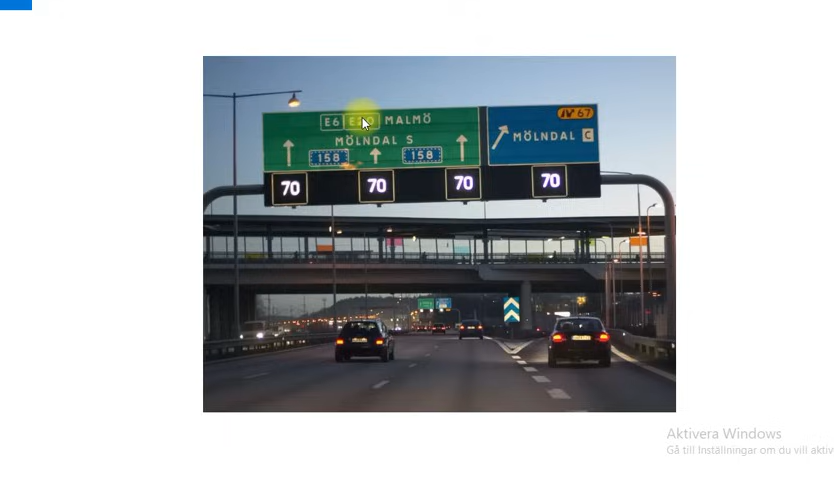 E6 E20 MALMÖ
MÖLNDAL S
158 158
67
MÖLNDAL C
70 70 70 70
Aktivera Windows
Gå till Inställningar om du vill aktiv